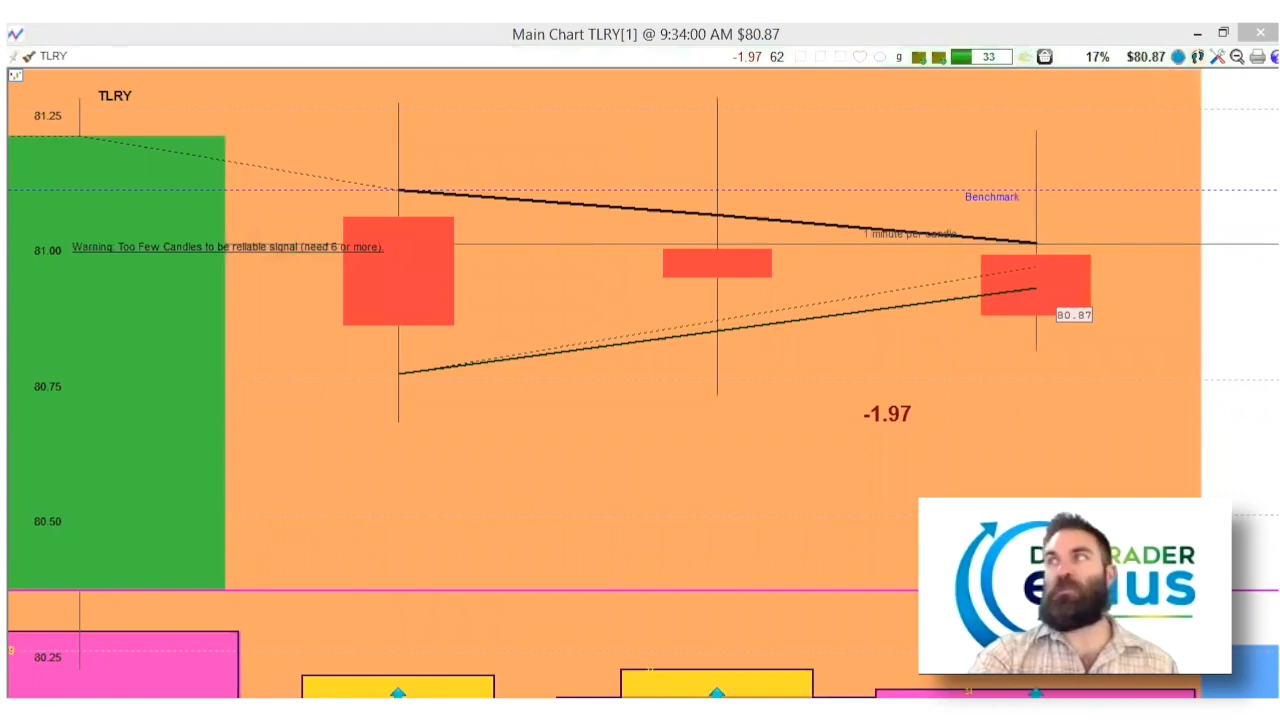 Main Chart TLRY[1] @ 9:34:00 AM $80.87
TLRY
-1.97 62
g
33
17% $80.87
TLRY
81.25
Benchmark
1 minute per candle
81.00
Warning: Too Few Candles to be reliable signal (need 6 or more).
80.87
80.75
-1.97
80.50
80.25
9